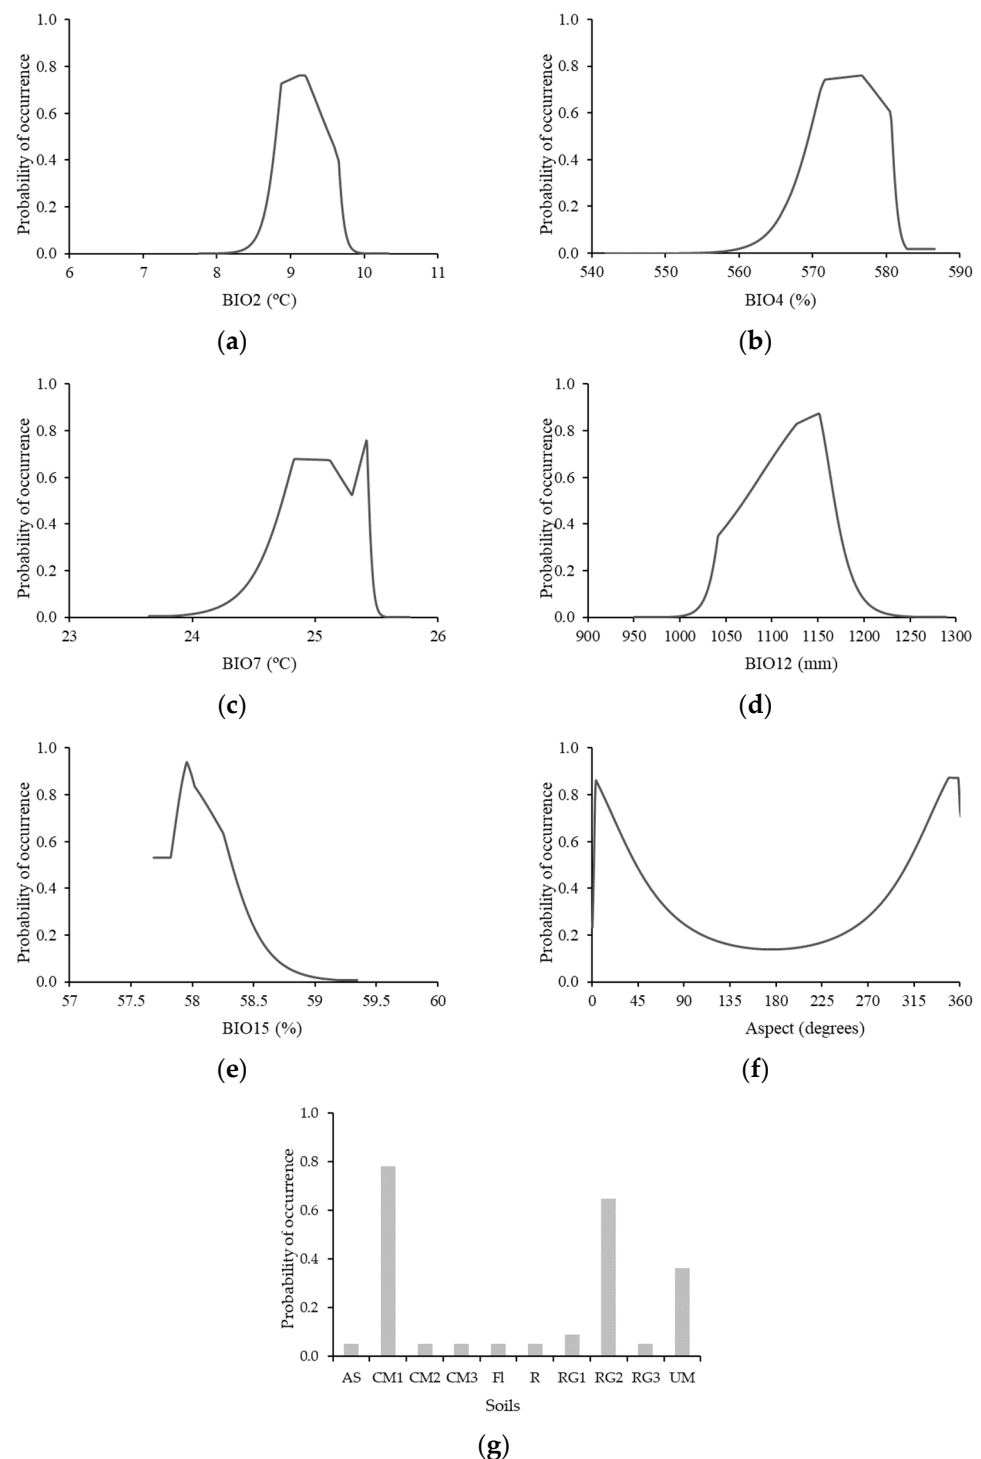 1.0
0.8
0.6
0.4
0.2
0.0
Probability of occurrence
6 7 8 9 10 11
BIO2 (ºC)
(a)
1.0
0.8
0.6
0.4
0.2
0.0
Probability of occurrence
540 550 560 570 580 590
BIO4 (%)
(b)
1.0
0.8
0.6
0.4
0.2
0.0
Probability of occurrence
23 24 25 26
BIO7 (ºC)
(c)
1.0
0.8
0.6
0.4
0.2
0.0
Probability of occurrence
900 950 1000 1050 1100 1150 1200 1250 1300
BIO12 (mm)
(d)
1.0
0.8
0.6
0.4
0.2
0.0
Probability of occurrence
57 57.5 58 58.5 59 59.5 60
BIO15 (%)
(e)
1.0
0.8
0.6
0.4
0.2
0.0
Probability of occurrence
0 45 90 135 180 225 270 315 360
Aspect (degrees)
(f)
1.0
0.8
0.6
0.4
0.2
0.0
Probability of occurrence
AS CM1 CM2 CM3 Fl R RG1 RG2 RG3 UM
Soils
(g)